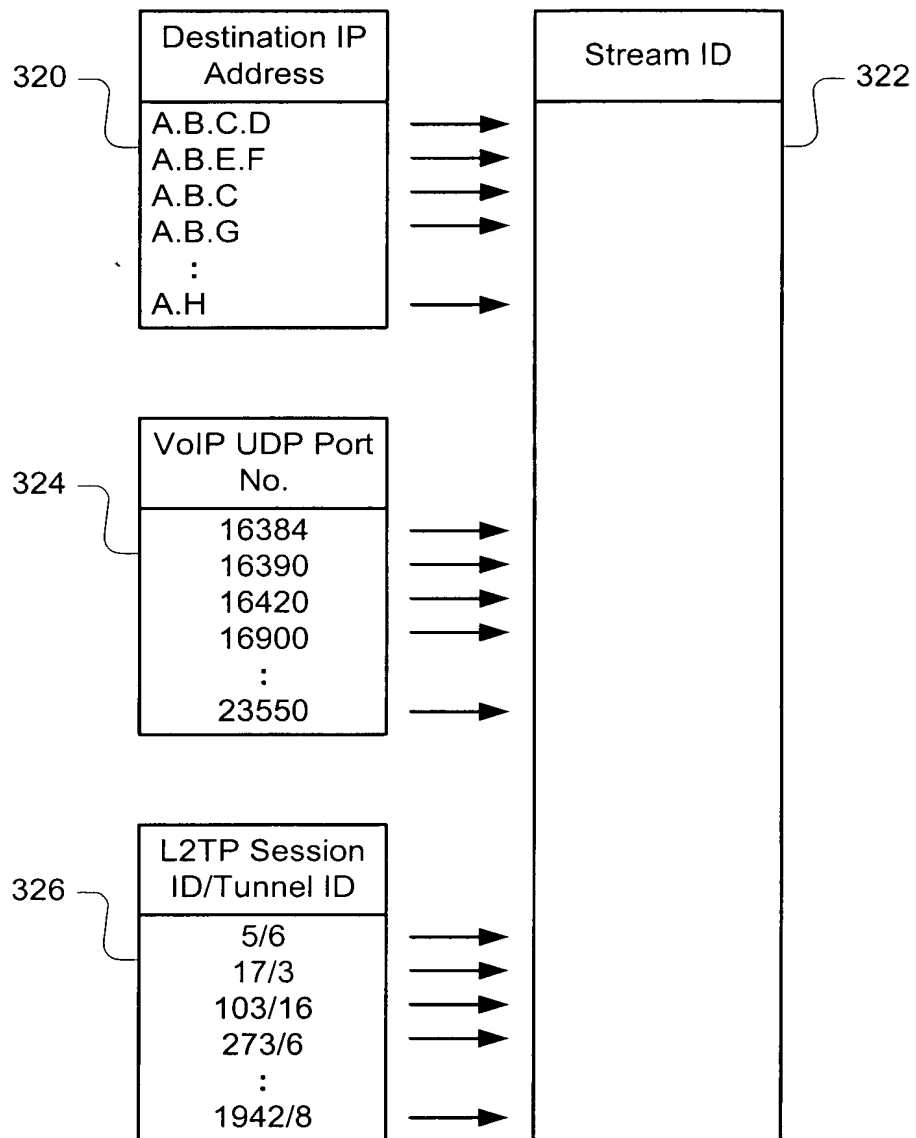 Destination IP
Address
320
A.B.C.D
A.B.E.F
A.B.C
A.B.G
:
A.H
Stream ID
322
VoIP UDP Port
No.
324
16384
16390
16420
16900
:
23550
L2TP Session
ID/Tunnel ID
326
5/6
17/3
103/16
273/6
:
1942/8